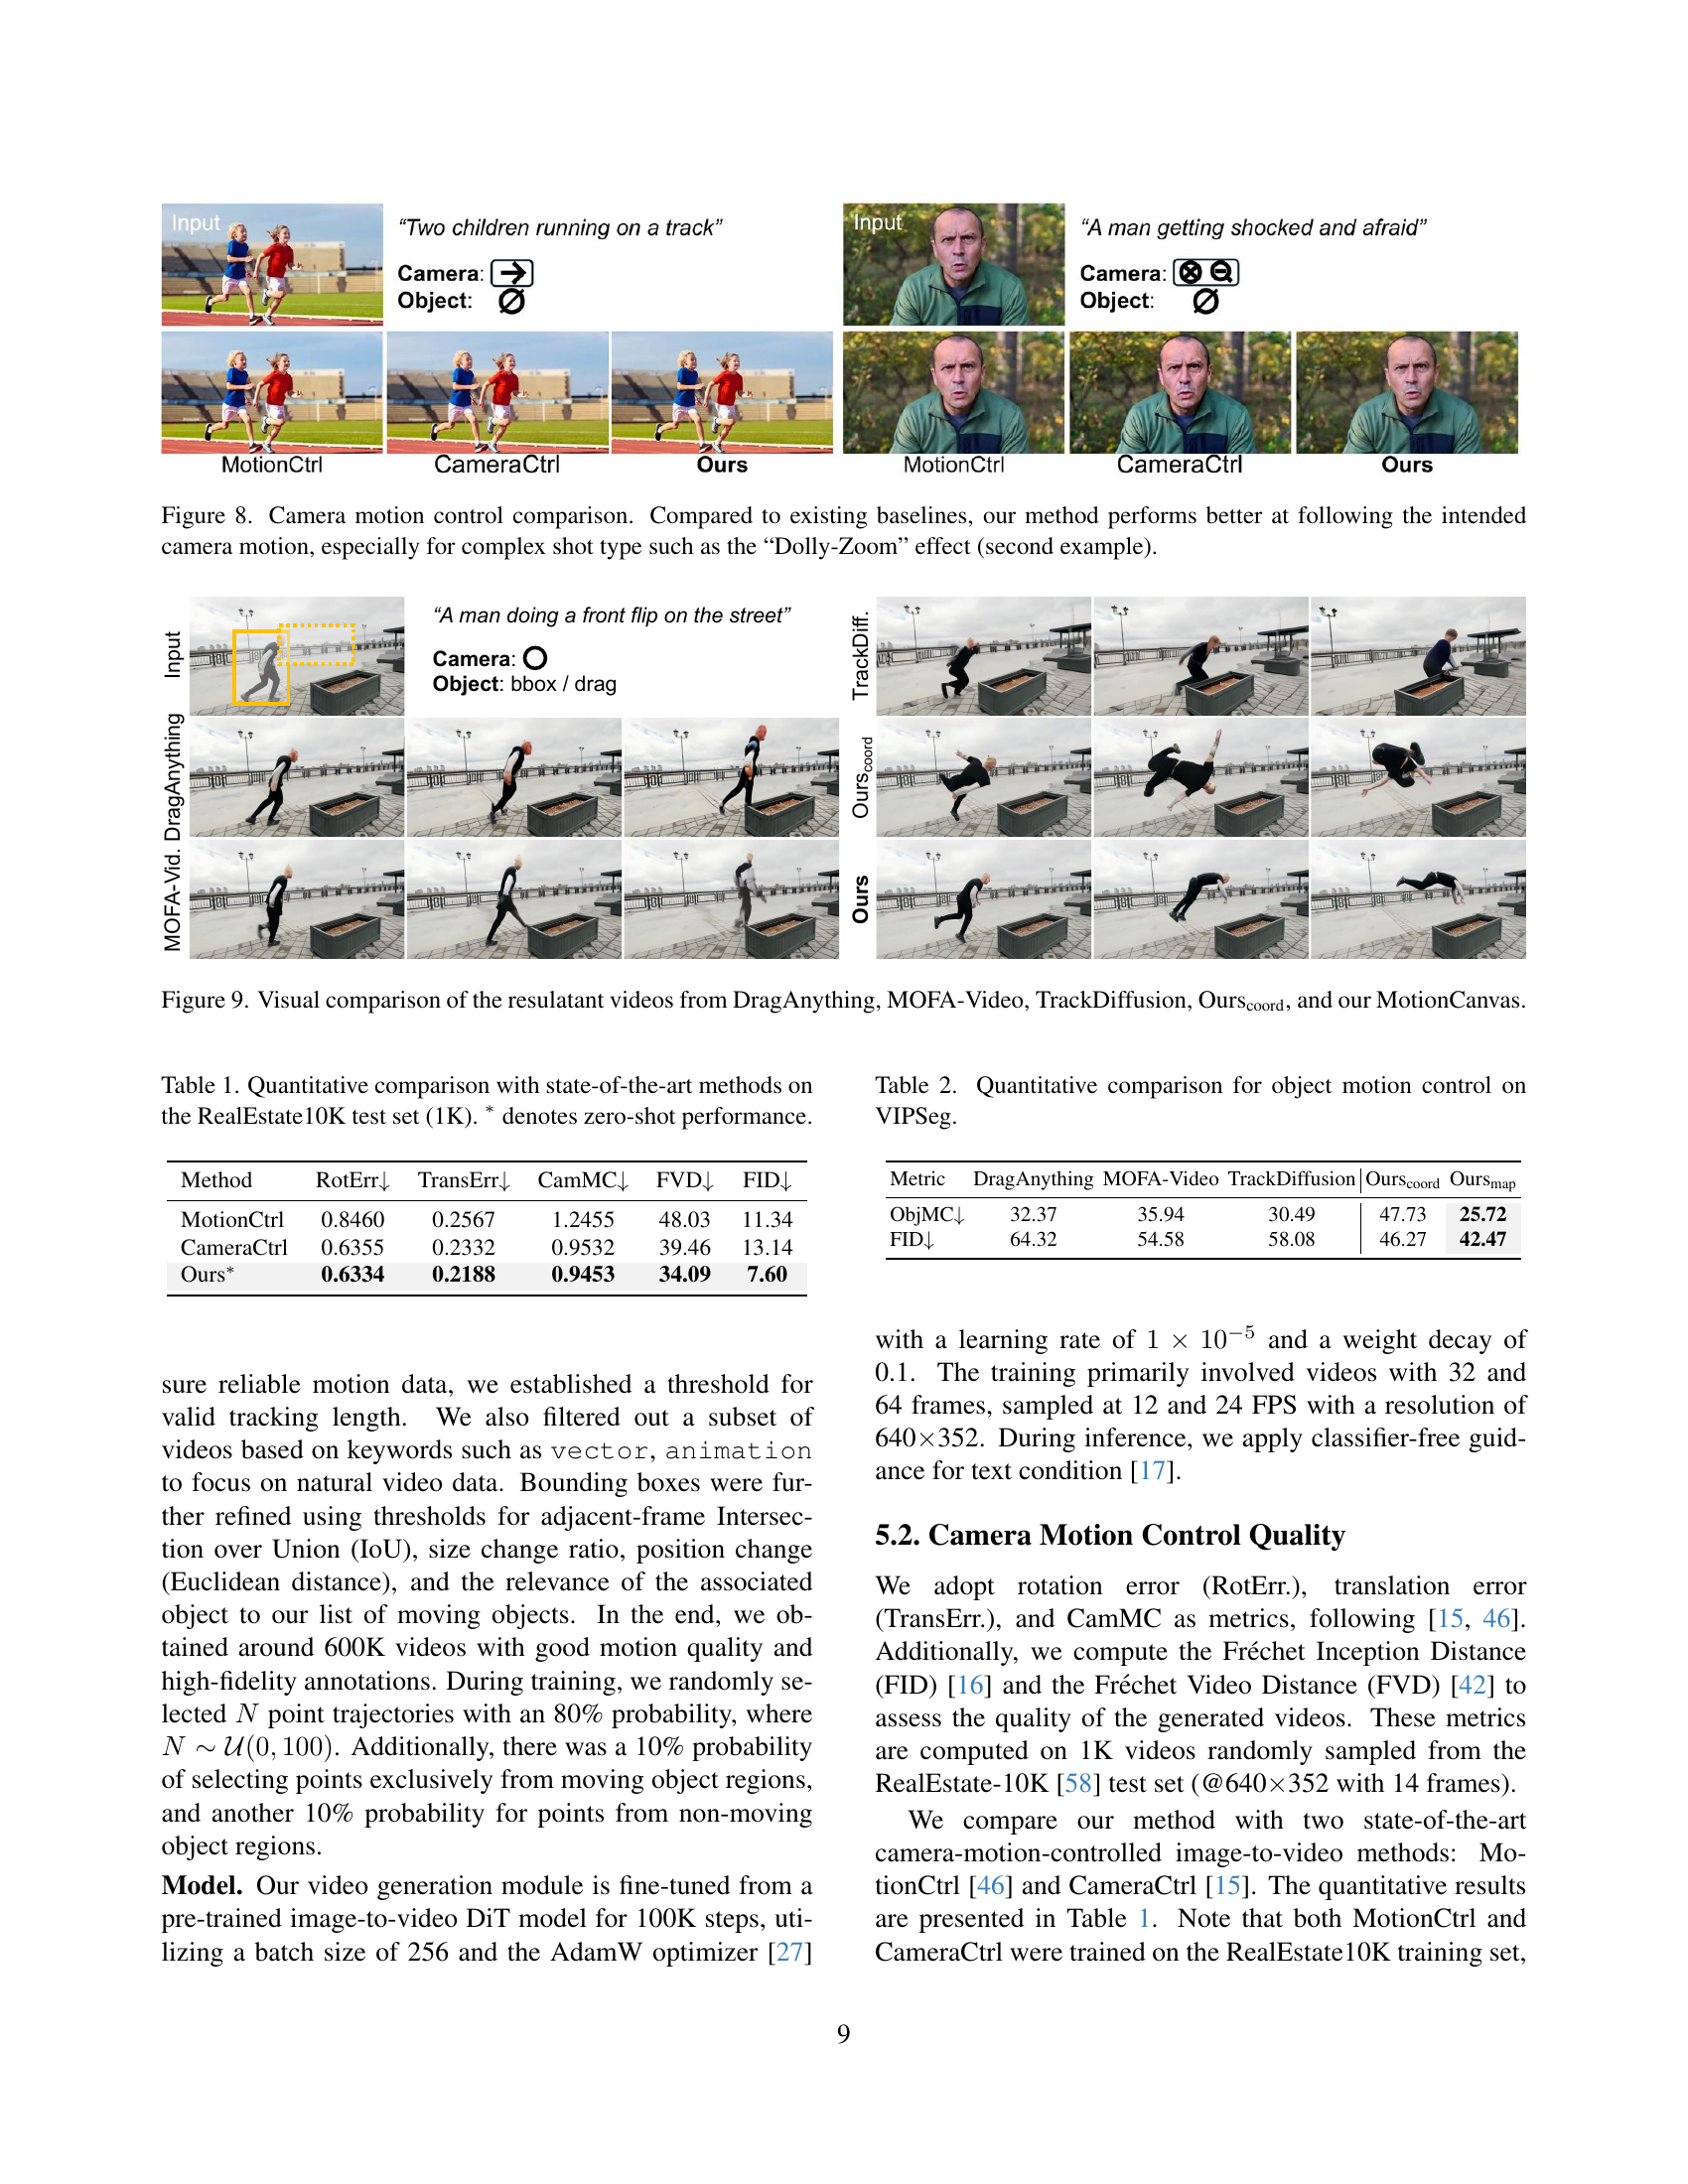 Input
“Two children running on a track”
Camera: →
Object: ∅
MotionCtrl
CameraCtrl
Ours
Input
“A man getting shocked and afraid”
Camera:
Object: ∅
MotionCtrl
CameraCtrl
Ours
Figure 8. Camera motion control comparison. Compared to existing baselines, our method performs better at following the intended
camera motion, especially for complex shot type such as the “Dolly-Zoom” effect (second example).
Input
“A man doing a front flip on the street”
Camera:
Object: bbox / drag
DragAnything
MOFA-Vid.
TrackDiff.
Ourscoord
Ours
Figure 9. Visual comparison of the resulatant videos from DragAnything, MOFA-Video, TrackDiffusion, Ourscoord, and our MotionCanvas.
Table 1. Quantitative comparison with state-of-the-art methods on
the RealEstate10K test set (1K). * denotes zero-shot performance.
Method RotErr↓ TransErr↓ CamMC↓ FVD↓ FID↓
MotionCtrl 0.8460 0.2567 1.2455 48.03 11.34
CameraCtrl 0.6355 0.2332 0.9532 39.46 13.14
Ours* 0.6334 0.2188 0.9453 34.09 7.60
sure reliable motion data, we established a threshold for
valid tracking length. We also filtered out a subset of
videos based on keywords such as vector, animation
to focus on natural video data. Bounding boxes were fur-
ther refined using thresholds for adjacent-frame Intersec-
tion over Union (IoU), size change ratio, position change
(Euclidean distance), and the relevance of the associated
object to our list of moving objects. In the end, we ob-
tained around 600K videos with good motion quality and
high-fidelity annotations. During training, we randomly se-
lected N point trajectories with an 80% probability, where
N ∼ U(0, 100). Additionally, there was a 10% probability
of selecting points exclusively from moving object regions,
and another 10% probability for points from non-moving
object regions.
Model. Our video generation module is fine-tuned from a
pre-trained image-to-video DiT model for 100K steps, uti-
lizing a batch size of 256 and the AdamW optimizer [27]
Table 2. Quantitative comparison for object motion control on
VIPSeg.
Metric DragAnything MOFA-Video TrackDiffusion Ourscoord Oursmap
ObjMC↓ 32.37 35.94 30.49 47.73 25.72
FID↓ 64.32 54.58 58.08 46.27 42.47
with a learning rate of 1 × 10−5 and a weight decay of
0.1. The training primarily involved videos with 32 and
64 frames, sampled at 12 and 24 FPS with a resolution of
640×352. During inference, we apply classifier-free guid-
ance for text condition [17].
5.2. Camera Motion Control Quality
We adopt rotation error (RotErr.), translation error
(TransErr.), and CamMC as metrics, following [15, 46].
Additionally, we compute the Fréchet Inception Distance
(FID) [16] and the Fréchet Video Distance (FVD) [42] to
assess the quality of the generated videos. These metrics
are computed on 1K videos randomly sampled from the
RealEstate-10K [58] test set (@640×352 with 14 frames).
We compare our method with two state-of-the-art
camera-motion-controlled image-to-video methods: Mo-
tionCtrl [46] and CameraCtrl [15]. The quantitative results
are presented in Table 1. Note that both MotionCtrl and
CameraCtrl were trained on the RealEstate10K training set,
9